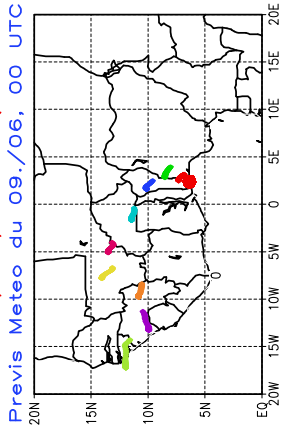 Previs Meteo du 09./06, 00 UTC
20N
15N
10N
5N
EQ
20W
15W
10W
5W
0
5E
10E
15E
20E
0